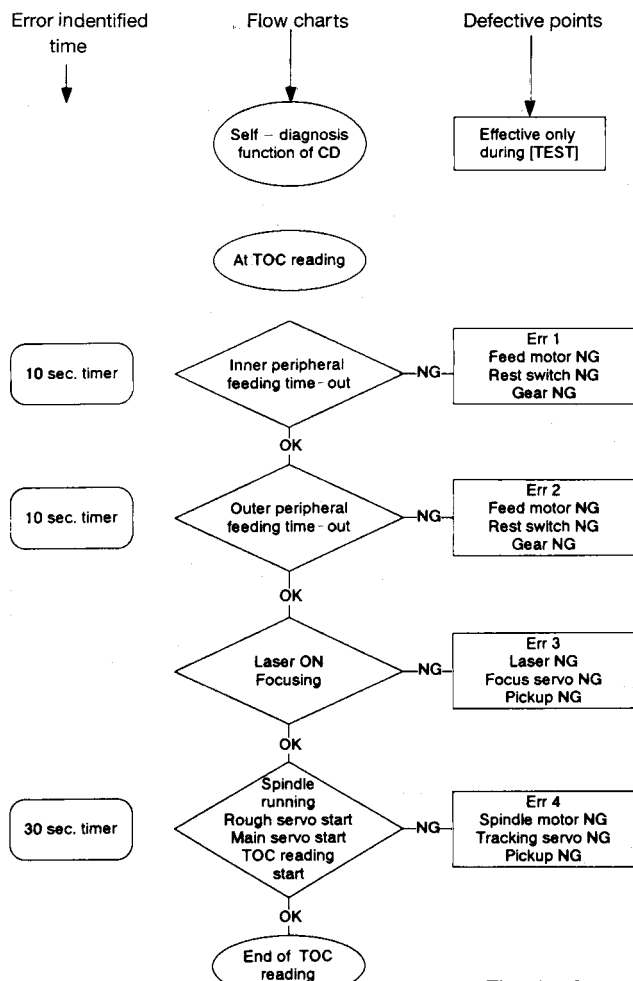 Error indentified
time
Flow charts
Defective points
Self – diagnosis
function of CD
Effective only
during [TEST]
At TOC reading
10 sec. timer
Inner peripheral
feeding time- out
NG
Err 1
Feed motor NG
Rest switch NG
Gear NG
OK
10 sec. timer
Outer peripheral
feeding time- out
NG
Err 2
Feed motor NG
Rest switch NG
Gear NG
OK
Laser ON
Focusing
NG
Err 3
Laser NG
Focus servo NG
Pickup NG
OK
30 sec. timer
Spindle
running
Rough servo start
Main servo start
TOC reading
start
NG
Err 4
Spindle motor NG
Tracking servo NG
Pickup NG
OK
End of TOC
reading